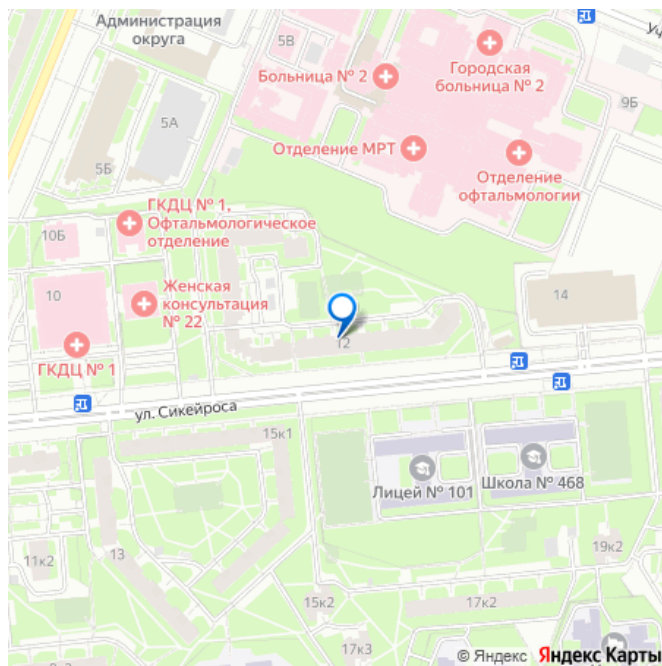 Администрация
округа
5В
Больница № 2
Городская
больница № 2
9Б
5А
Отделение МРТ
5Б
Отделение
офтальмологии
ГКДЦ № 1,
Офтальмологическое
отделение
10Б
Женская
консультация
№ 22
10
14
12
ГКДЦ № 1
ул. Сикейроса
15к1
Лицей № 101
Школа № 468
13
11к2
19к2
15к2
17к2
17к3
© Яндекс Яндекс Карты